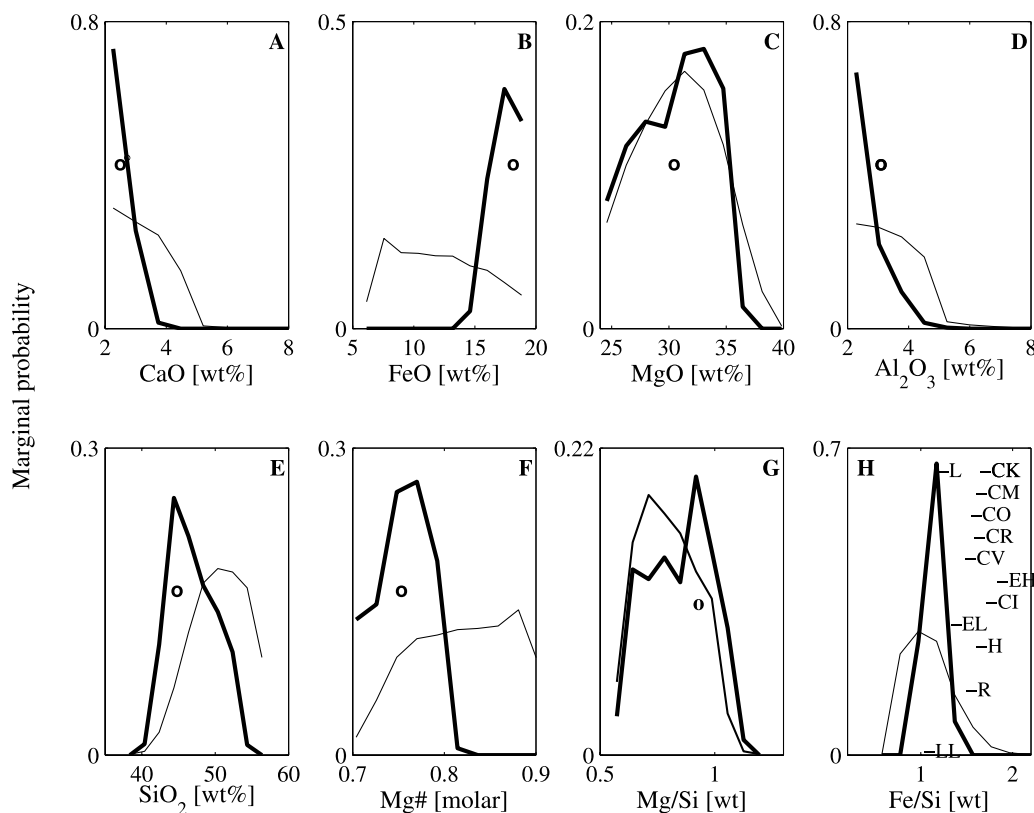 0.8 A
0
2 4 6 8
CaO [wt%]
0.5 B
0
5 10 15 20
FeO [wt%]
0.2 C
0
25 30 35 40
MgO [wt%]
0.8 D
0
2 4 6 8
Al2O3 [wt%]
Marginal probability
0.3 E
0
40 50 60
SiO2 [wt%]
0.3 F
0
0.7 0.8 0.9
Mg# [molar]
0.22 G
0
0.5 1
Mg/Si [wt]
0.7 H
–L –CK
–CM
–CO
–CR
–CV
–EH
–CI
–EL
–H
–R
–LL
0
1 2
Fe/Si [wt]